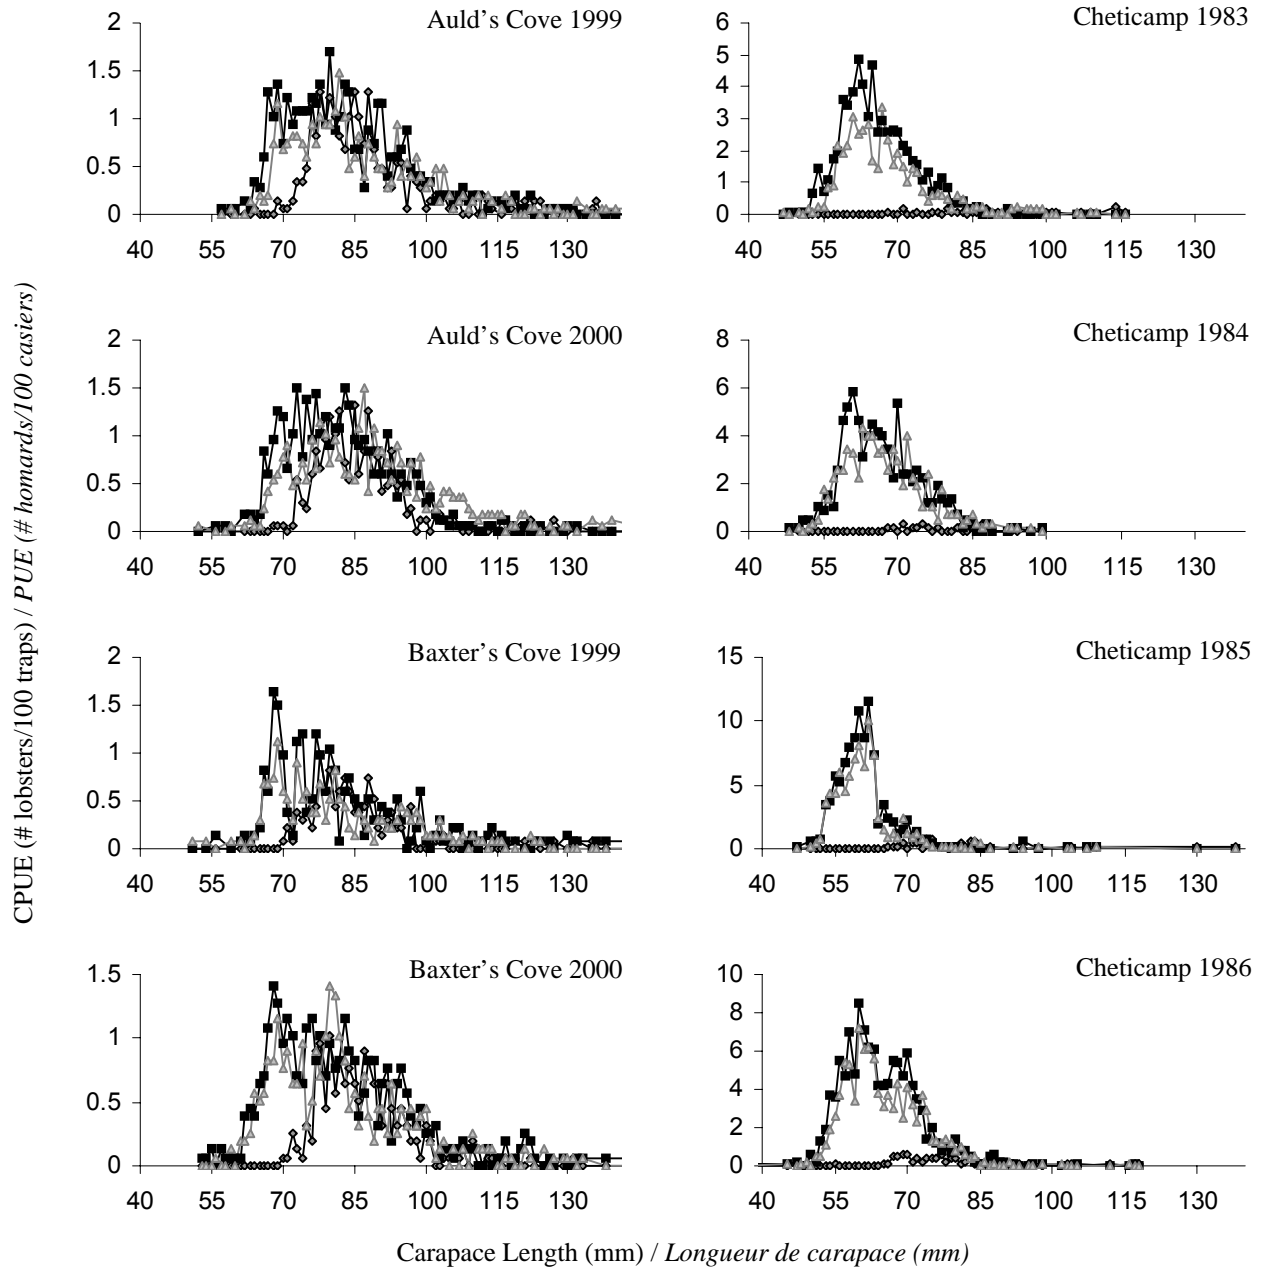 CPUE (# lobsters/100 traps) / PUE (# homards/100 casiers)
Auld's Cove 1999
2
1.5
1
0.5
0
40 55 70 85 100 115 130
Cheticamp 1983
6
5
4
3
2
1
0
40 55 70 85 100 115 130
Auld's Cove 2000
2
1.5
1
0.5
0
40 55 70 85 100 115 130
Cheticamp 1984
8
6
4
2
0
40 55 70 85 100 115 130
Baxter's Cove 1999
2
1.5
1
0.5
0
40 55 70 85 100 115 130
Cheticamp 1985
15
10
5
0
40 55 70 85 100 115 130
Baxter's Cove 2000
1.5
1
0.5
0
40 55 70 85 100 115 130
Cheticamp 1986
10
8
6
4
2
0
40 55 70 85 100 115 130
Carapace Length (mm) / Longueur de carapace (mm)